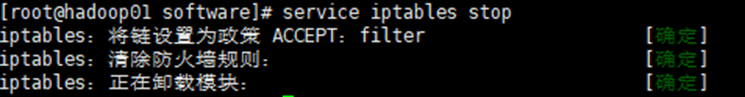 [root@hadoop01 software]# service iptables stop
iptables：将链设置为政策 ACCEPT：filter [确定]
iptables：清除防火墙规则： [确定]
iptables：正在卸载模块： [确定]